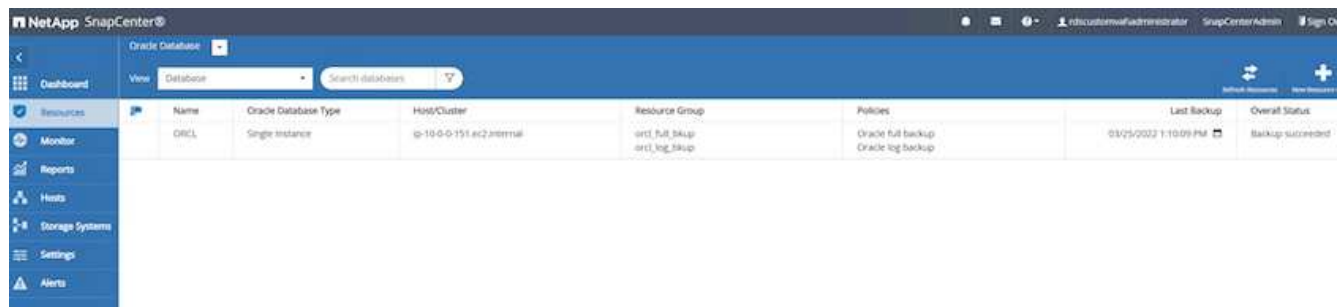 NetApp SnapCenter®
SnapCenterAdmin Sign O
Oracle Database
Dashboard
View Database Search databases
Refresh Resources New Resource
Resources
Name Oracle Database Type Host/Cluster Resource Group Policies Last Backup Overall Status
ORCL Single Instance ip-10-0-0-151.ec2.internal orcl_full_bkup Oracle full backup 03/25/2022 1:10:09 PM Backup succeeded
orcl_log_bkup Oracle log backup
Monitor
Reports
Hosts
Storage Systems
Settings
Alerts